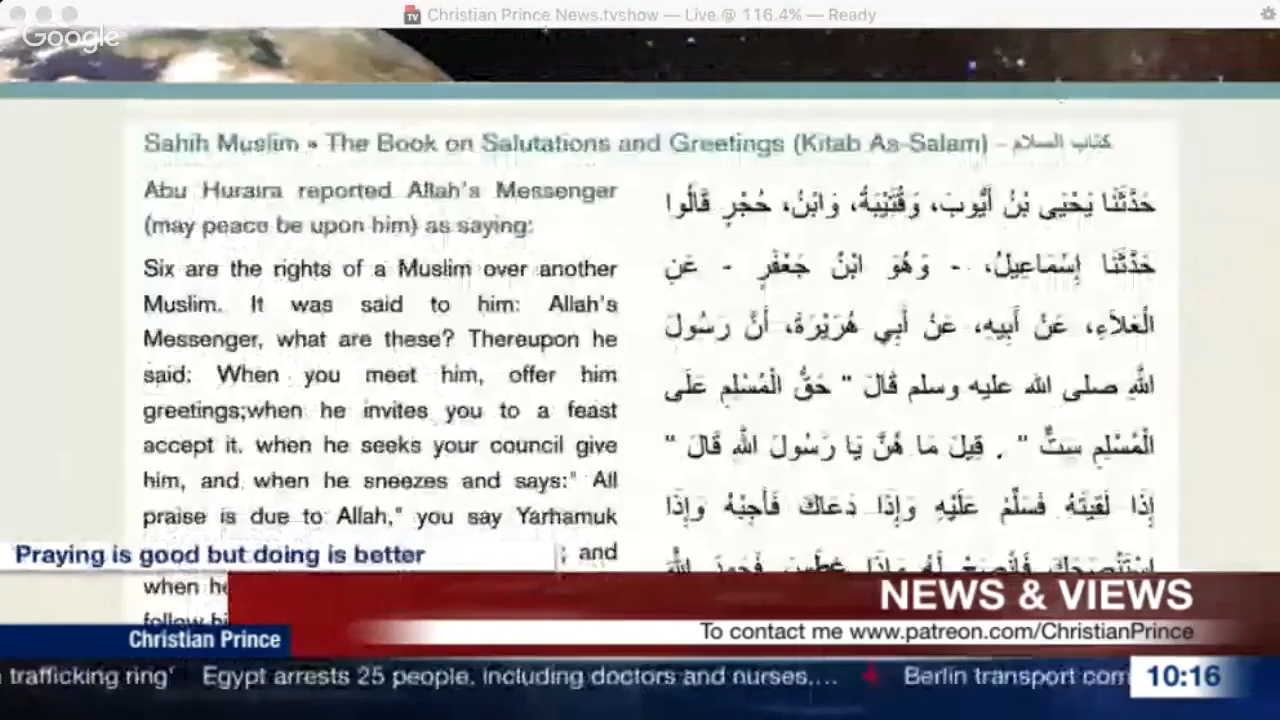 Christian Prince News.tvshow — Live @ 116.4% — Ready
Google
Sahih Muslim » The Book on Salutations and Greetings (Kitab As-Salam) - كتاب السلام
Abu Huraira reported Allah's Messenger
(may peace be upon him) as saying:
Six are the rights of a Muslim over another
Muslim. It was said to him: Allah's
Messenger, what are these? Thereupon he
said: When you meet him, offer him
greetings;when he invites you to a feast
accept it. when he seeks your council give
him, and when he sneezes and says:" All
praise is due to Allah," you say Yarhamuk
; and
when he
حَدَّثَنَا يَحْيَى بْنُ أَيُّوبَ، وَقُتَيْبَةُ، وَابْنُ، حُجْرٍ قَالُوا
حَدَّثَنَا إِسْمَاعِيلُ، - وَهُوَ ابْنُ جَعْفَرٍ - عَنِ
الْعَلاَءِ، عَنْ أَبِيهِ، عَنْ أَبِي هُرَيْرَةَ، أَنَّ رَسُولَ
اللَّهِ صلى الله عليه وسلم قَالَ " حَقُّ الْمُسْلِمِ عَلَى
الْمُسْلِمِ سِتٌّ " . قِيلَ مَا هُنَّ يَا رَسُولَ اللَّهِ قَالَ "
إِذَا لَقِيتَهُ فَسَلِّمْ عَلَيْهِ وَإِذَا دَعَاكَ فَأَجِبْهُ وَإِذَا
اسْتَنْصَحَكَ فَانْصَحْ لَهُ وَإِذَا عَطَسَ فَحَمِدَ اللَّهَ
Praying is good but doing is better
NEWS & VIEWS
Christian Prince
To contact me www.patreon.com/ChristianPrince
trafficking ring' Egypt arrests 25 people, including doctors and nurses,... Berlin transport com
10:16